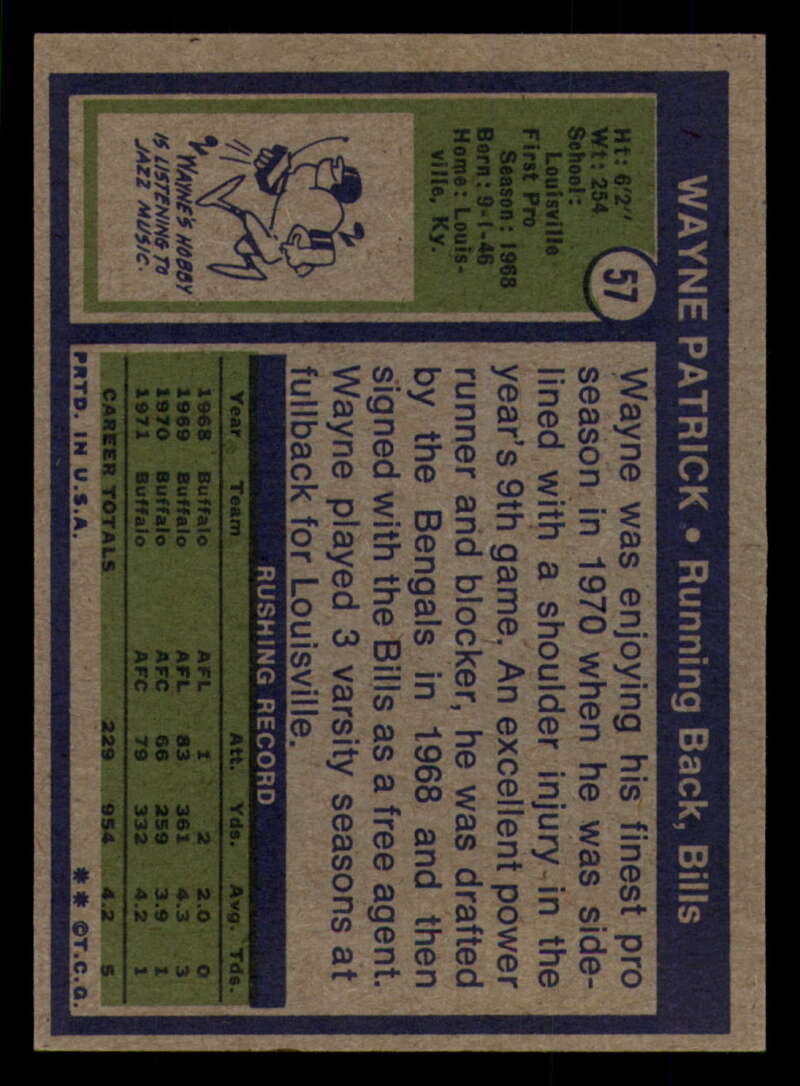 WAYNE PATRICK • Running Back, Bills
57
Ht: 6'2"
Wt: 254
School:
Louisville
First Pro
Season: 1968
Born: 9-1-46
Home: Louis-
ville, Ky.
WAYNE'S HOBBY
IS LISTENING TO
JAZZ MUSIC.
Wayne was enjoying his finest pro
season in 1970 when he was side-
lined with a shoulder injury in the
year's 9th game. An excellent power
runner and blocker, he was drafted
by the Bengals in 1968 and then
signed with the Bills as a free agent.
Wayne played 3 varsity seasons at
fullback for Louisville.
RUSHING RECORD
Year Team Att. Yds. Avg. Tds.
1968 Buffalo AFL 1 2 2.0 0
1969 Buffalo AFL 83 361 4.3 3
1970 Buffalo AFC 66 259 3.9 1
1971 Buffalo AFC 79 332 4.2 1
CAREER TOTALS 229 954 4.2 5
PRTD. IN U.S.A. ** ©T.C.G.